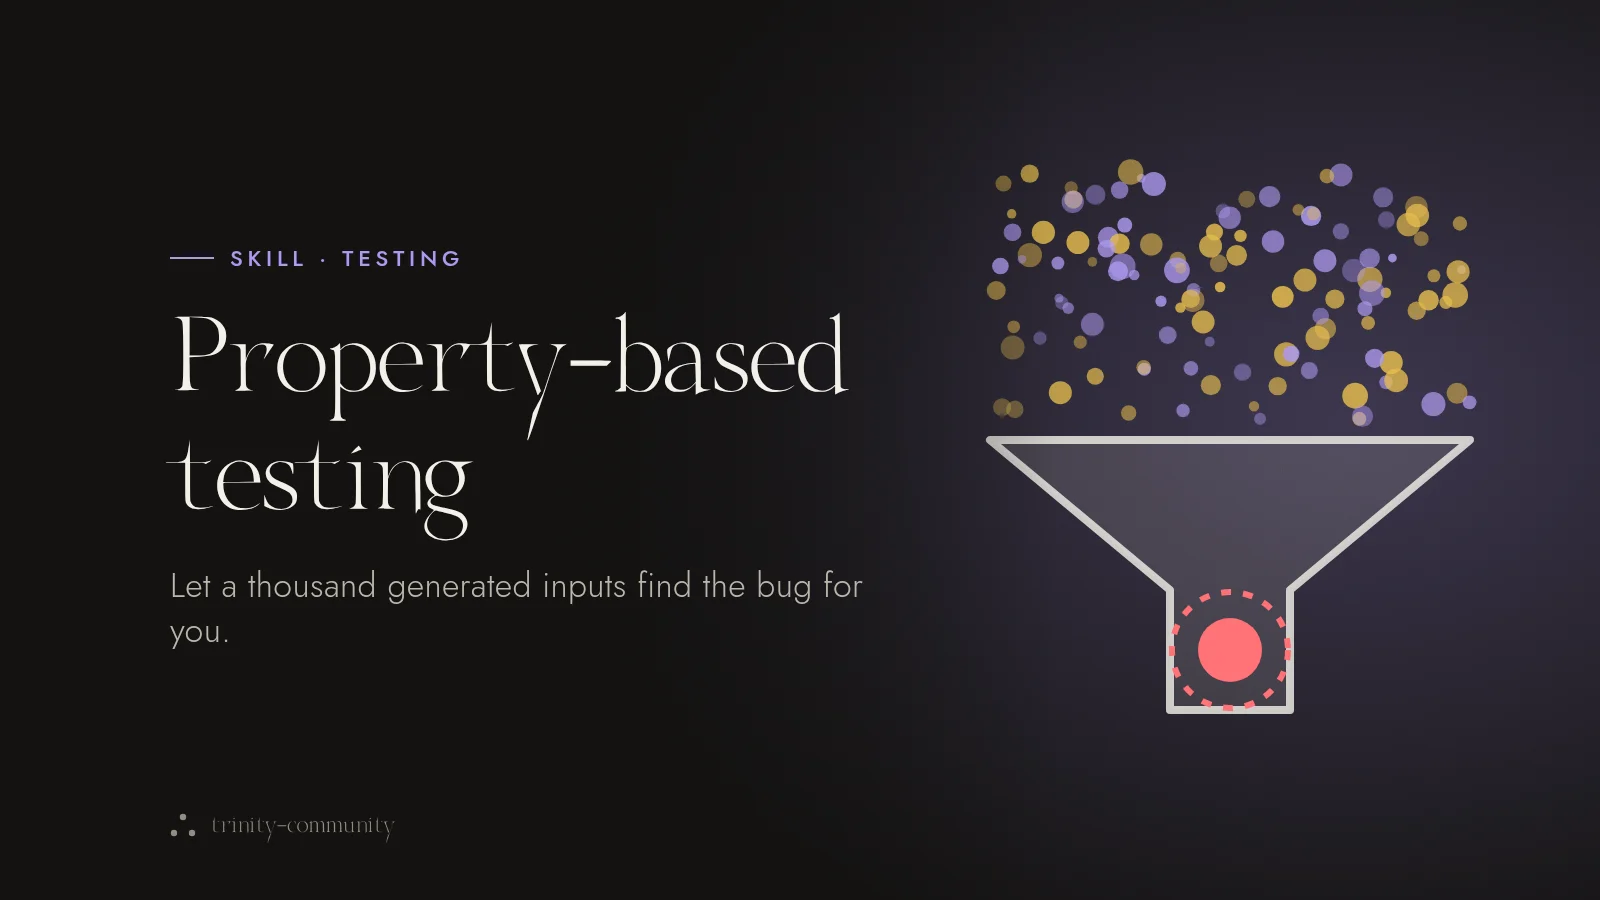 SKILL · TESTING
Property-based
testing
Let a thousand generated inputs find the bug for
you.
trinity-community